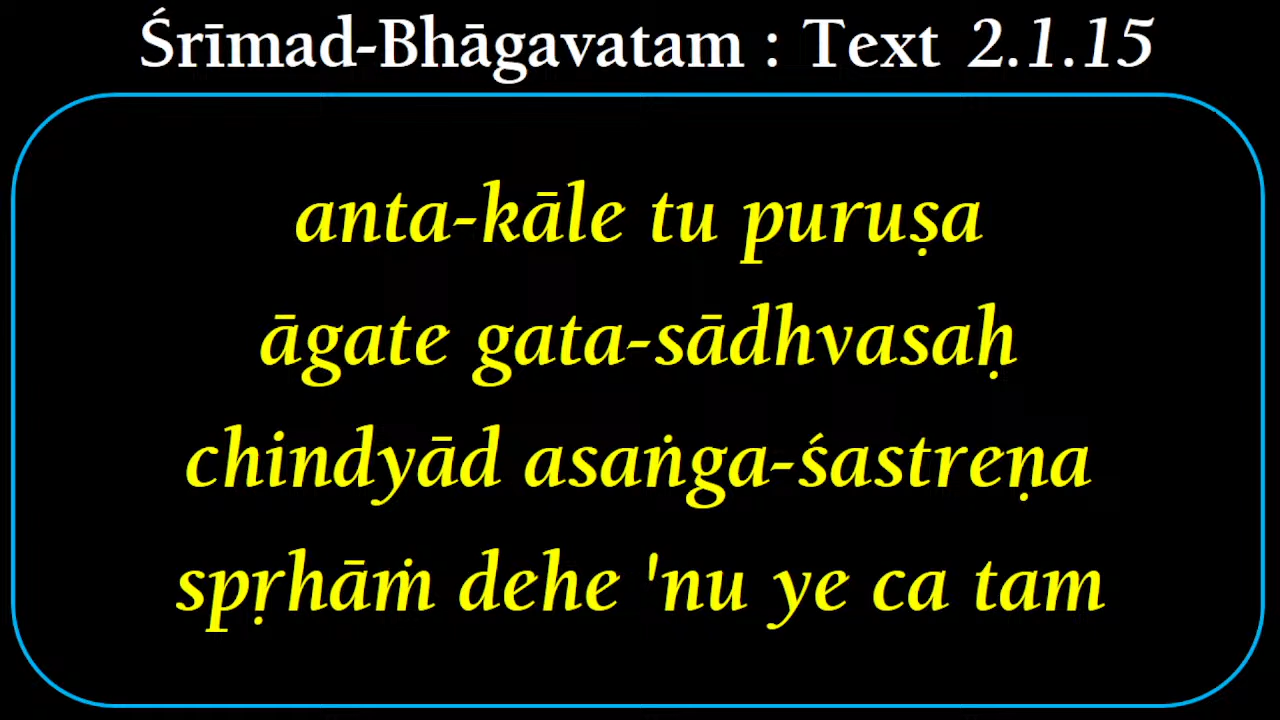 Śrīmad-Bhāgavatam : Text 2.1.15
anta-kāle tu puruṣa
āgate gata-sādhvasaḥ
chindyād asaṅga-śastreṇa
spṛhāṁ dehe 'nu ye ca tam